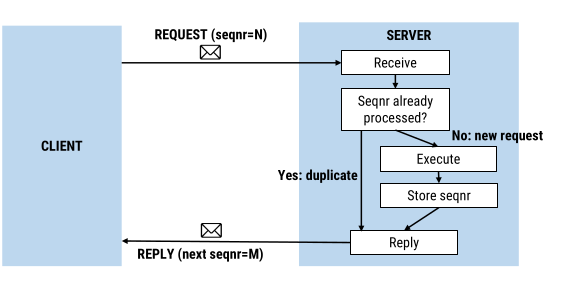 REQUEST (seqnr=N)
SERVER
Receive
Seqnr already
processed?
No: new request
CLIENT
Execute
Yes: duplicate
Store seqnr
Reply
REPLY (next seqnr=M)